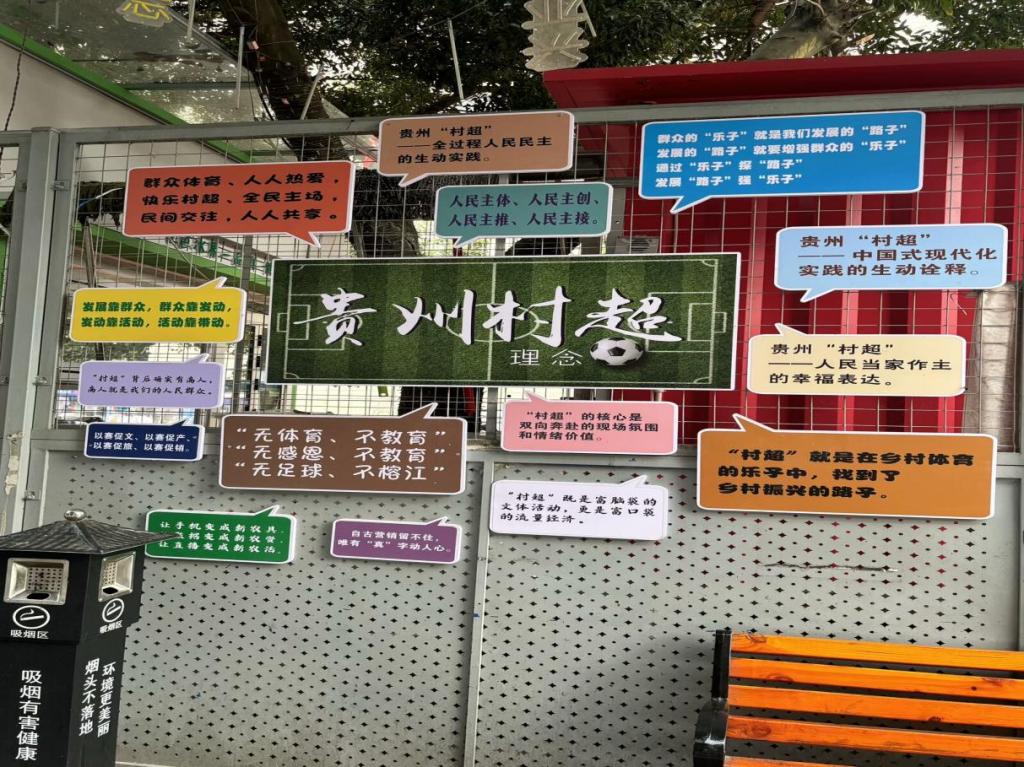 贵州“村超”
——全过程人民民主
的生动实践。
群众的“乐子”就是我们发展的“路子”
发展的“路子”就要增强群众的“乐子”
通过“乐子”探“路子”
发展“路子”强“乐子”
群众体育、人人热爱，
快乐村超、全民主场，
民间交往，人人共享。
人民主体、人民主创、
人民主推、人民主接。
贵州“村超”
——中国式现代化
实践的生动诠释。
发展靠群众，群众靠发动，
发动靠活动，活动靠带动。
贵州村超
理念
贵州“村超”
——人民当家作主
的幸福表达。
“村超”背后确实有高人，
高人就是我们的人民群众。
“村超”的核心是
双向奔赴的现场氛围
和情绪价值。
以赛促文、以赛促产、
以赛促旅、以赛促销。
“无体育、不教育”
“无感恩、不教育”
“无足球、不榕江”
“村超”就是在乡村体育
的乐子中，找到了
乡村振兴的路子。
“村超”既是富脑袋的
文体活动，更是富口袋
的流量经济。
让手机变成新农具，
据变成新农资，
让直播变成新农活。
自古营销留不住，
唯有“真”字动人心。
吸烟区
吸烟区
吸烟有害健康
环境更美丽
烟头不落地